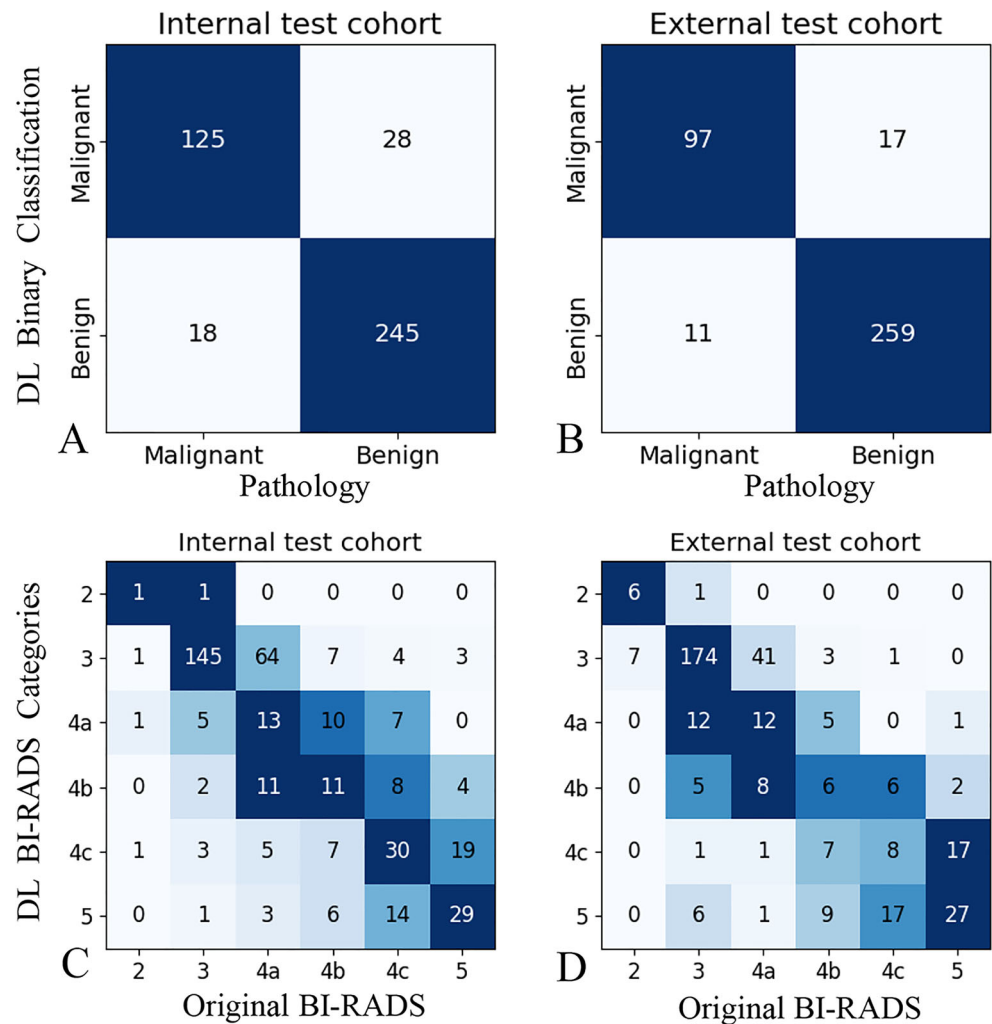 Internal test cohort
External test cohort
DL Binary Classification
Malignant
125 28
Malignant
97 17
Benign
18 245
Benign
11 259
A
B
Malignant Benign
Malignant Benign
Pathology
Pathology
Internal test cohort
External test cohort
DL BI-RADS Categories
2 1 1 0 0 0 0
3 1 145 64 7 4 3
4a 1 5 13 10 7 0
4b 0 2 11 11 8 4
4c 1 3 5 7 30 19
5 0 1 3 6 14 29
2 3 4a 4b 4c 5
C
Original BI-RADS
2 6 1 0 0 0 0
3 7 174 41 3 1 0
4a 0 12 12 5 0 1
4b 0 5 8 6 6 2
4c 0 1 1 7 8 17
5 0 6 1 9 17 27
2 3 4a 4b 4c 5
D
Original BI-RADS